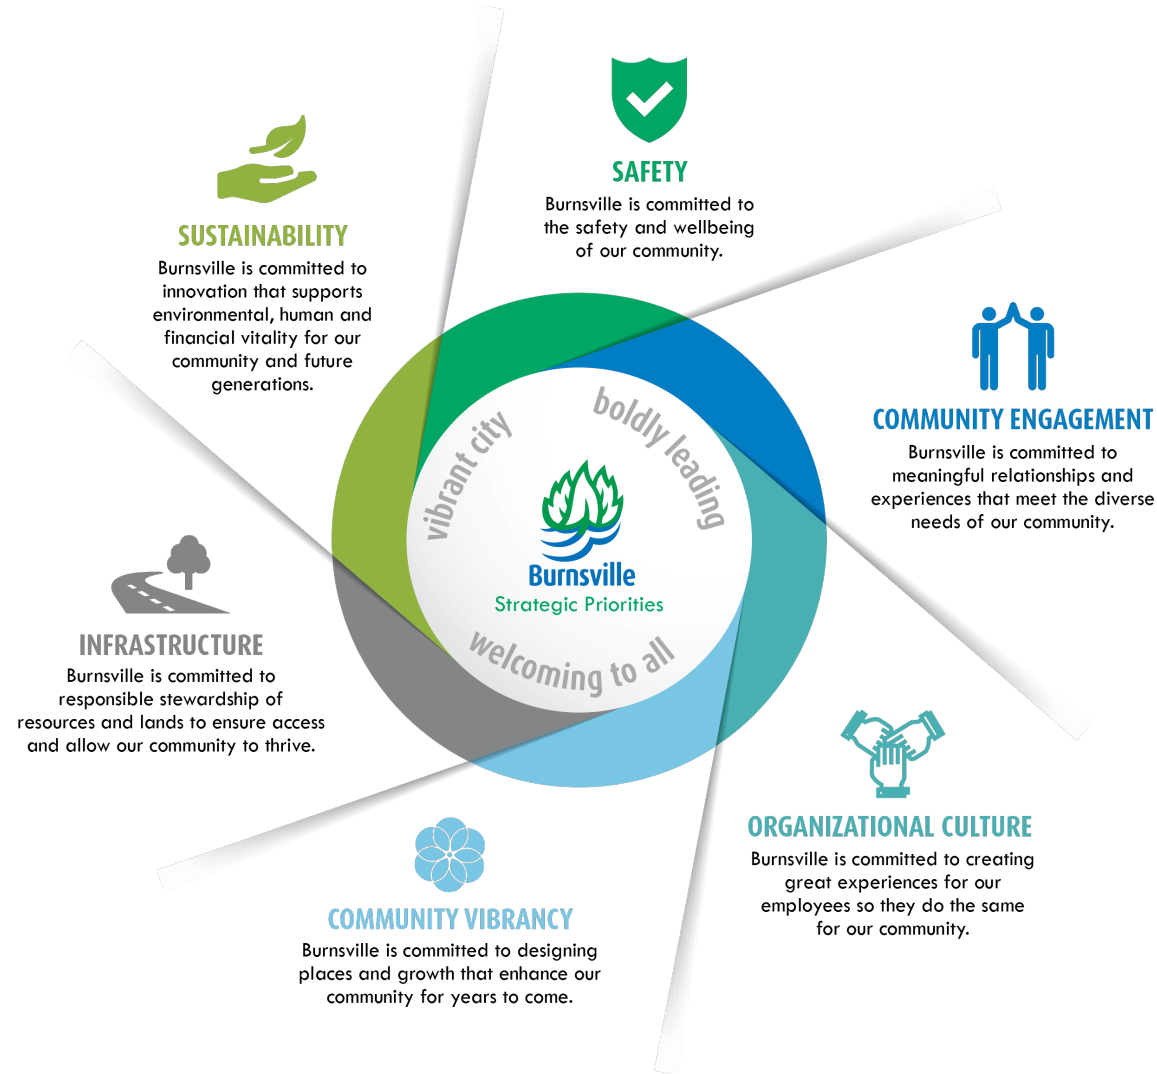 SAFETY
Burnsville is committed to
the safety and wellbeing
of our community.
COMMUNITY ENGAGEMENT
Burnsville is committed to
meaningful relationships and
experiences that meet the diverse
needs of our community.
ORGANIZATIONAL CULTURE
Burnsville is committed to creating
great experiences for our
employees so they do the same
for our community.
COMMUNITY VIBRANCY
Burnsville is committed to designing
places and growth that enhance our
community for years to come.
INFRASTRUCTURE
Burnsville is committed to
responsible stewardship of
resources and lands to ensure access
and allow our community to thrive.
SUSTAINABILITY
Burnsville is committed to
innovation that supports
environmental, human and
financial vitality for our
community and future
generations.
vibrant city
boldly leading
Burnsville
Strategic Priorities
welcoming to all